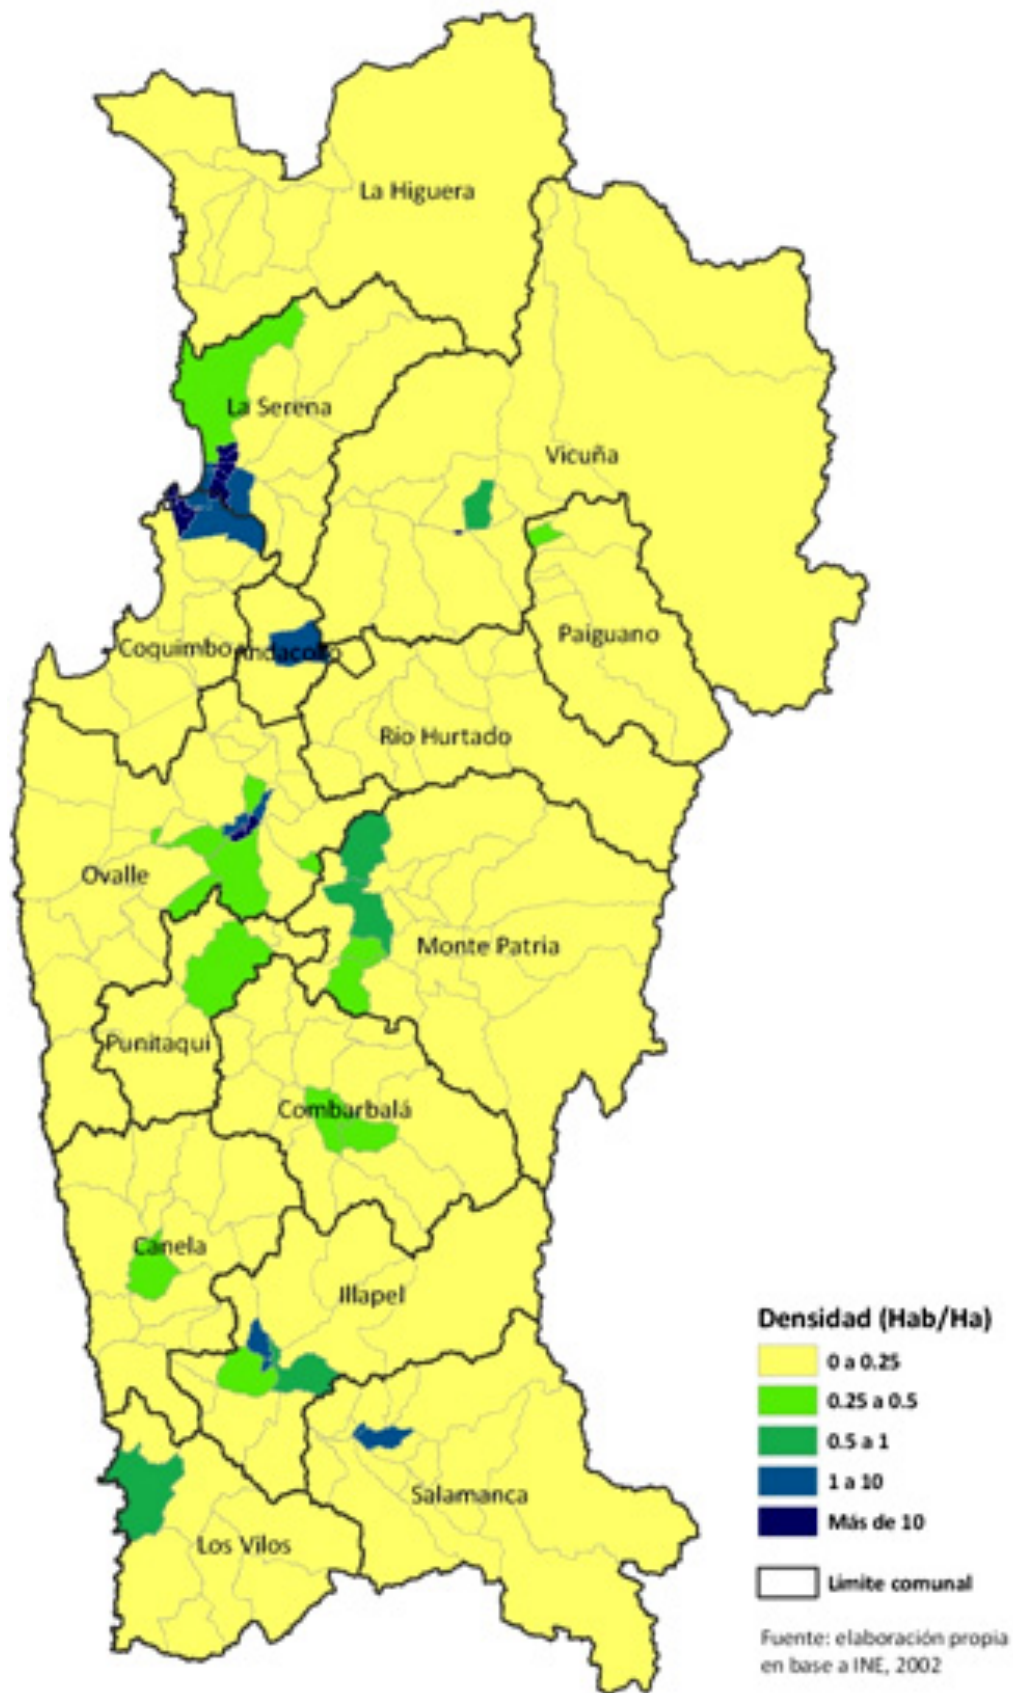 La Higuera
La Serena
Vicuña
Coquimbo
Andacollo
Paiguano
Rio Hurtado
Ovalle
Monte Patria
Punitaqui
Combarbalá
Canela
Illapel
Salamanca
Los Vilos
Densidad (Hab/Ha)
0 a 0.25
0.25 a 0.5
0.5 a 1
1 a 10
Más de 10
Limite comunal
Fuente: elaboración propia
en base a INE, 2002